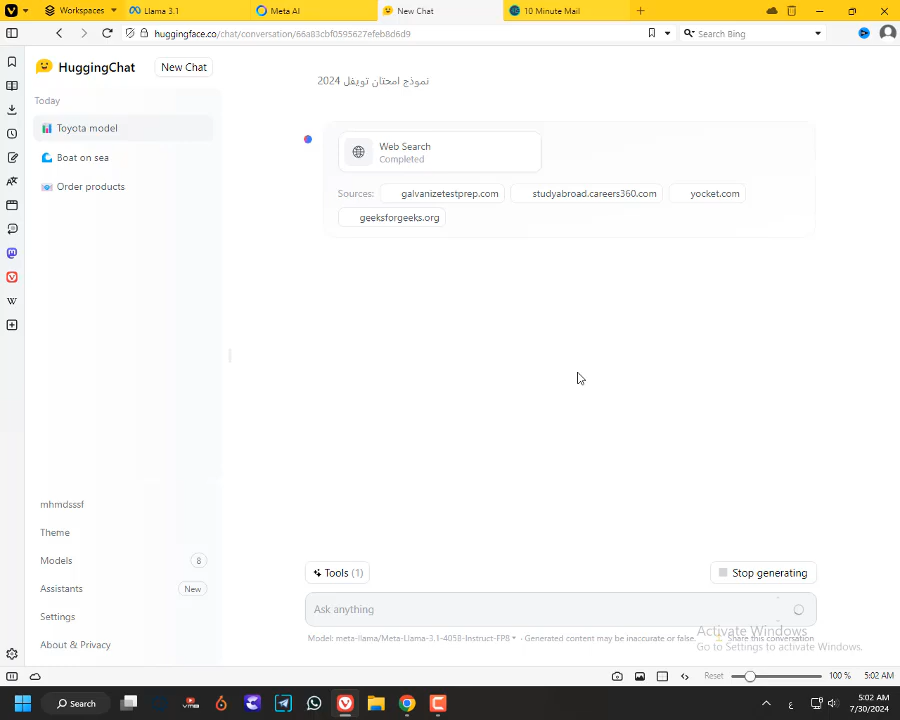 Workspaces
Llama 3.1
Meta AI
New Chat
10 Minute Mail
huggingface.co/chat/conversation/66a83cbf0595627efeb8d6d9
Search Bing
HuggingChat
New Chat
Today
Toyota model
Boat on sea
Order products
نموذج امتحان تويفل 2024
Web Search
Completed
Sources:
galvanizetestprep.com
studyabroad.careers360.com
yocket.com
geeksforgeeks.org
mhmdsssf
Theme
Models 8
Assistants New
Settings
About & Privacy
Tools (1)
Stop generating
Ask anything
Model: meta-llama/Meta-Llama-3.1-405B-Instruct-FP8 · Generated content may be inaccurate or false.
Share this conversation
Activate Windows
Go to Settings to activate Windows.
Reset
100 %
5:02 AM
Search
5:02 AM
7/30/2024